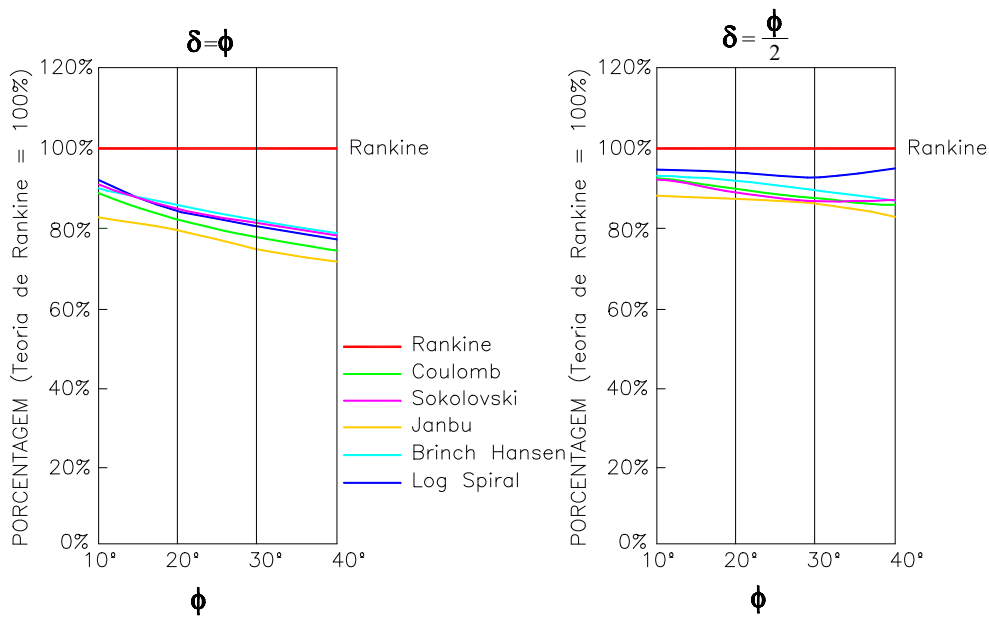 δ=ϕ
PORCENTAGEM (Teoria de Rankine = 100%)
120%
100%
80%
60%
40%
20%
0%
10°
20°
30°
40°
ϕ
Rankine
Rankine
Coulomb
Sokolovski
Janbu
Brinch Hansen
Log Spiral
δ=ϕ/2
PORCENTAGEM (Teoria de Rankine = 100%)
120%
100%
80%
60%
40%
20%
0%
10°
20°
30°
40°
ϕ
Rankine